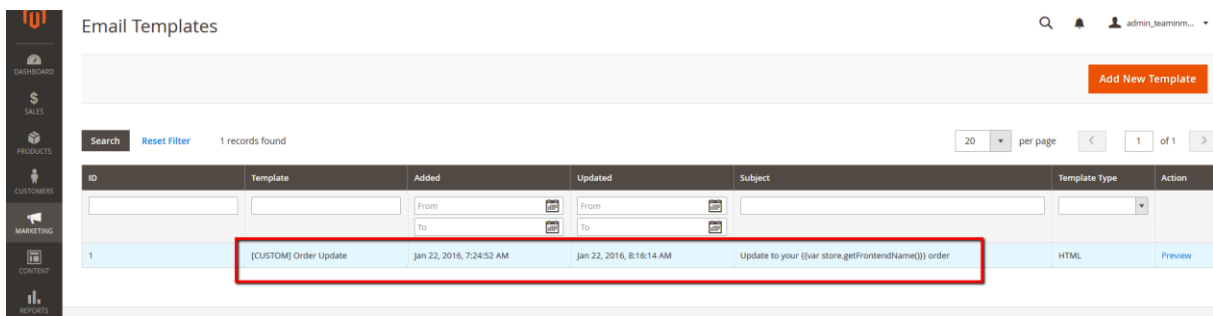 Email Templates
admin_teaminm...
DASHBOARD
Add New Template
$
SALES
Search Reset Filter 1 records found 20 per page < 1 of 1 >
PRODUCTS
ID Template Added Updated Subject Template Type Action
CUSTOMERS
From From
To To
MARKETING
1 [CUSTOM] Order Update Jan 22, 2016, 7:24:52 AM Jan 22, 2016, 8:16:14 AM Update to your {{var store.getFrontendName()}} order HTML Preview
CONTENT
REPORTS